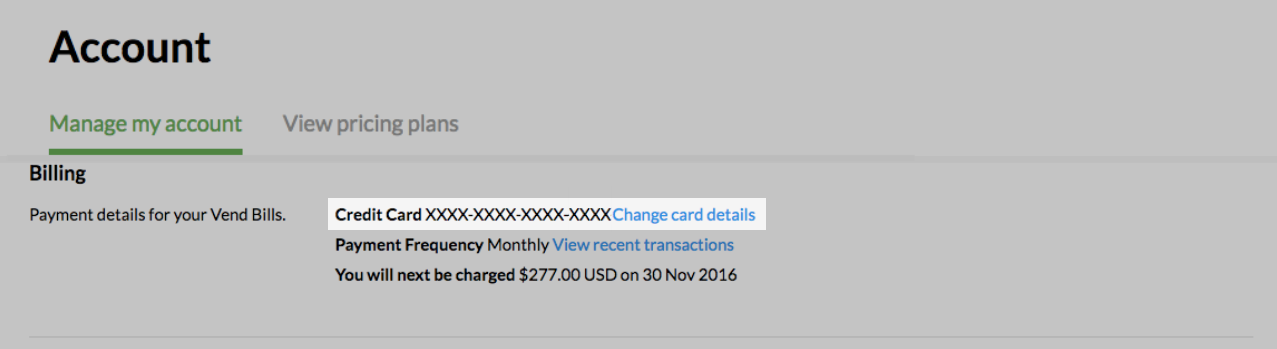 Account
Manage my account View pricing plans
Billing
Payment details for your Vend Bills. Credit Card XXXX-XXXX-XXXX-XXXXChange card details
Payment Frequency Monthly View recent transactions
You will next be charged $277.00 USD on 30 Nov 2016